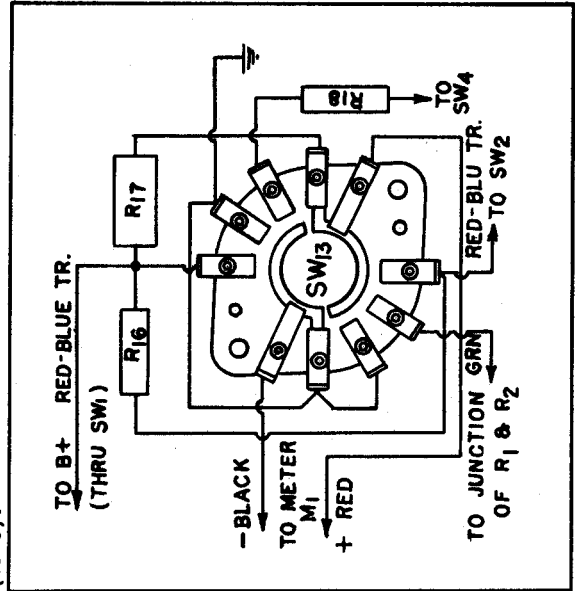 TO B+ RED-BLUE TR.
(THRU SW1)
R16
R17
R18
TO
SW4
SW13
-BLACK
TO METER
M1
+ RED
RED-BLU TR.
TO SW2
TO JUNCTION GRN
OF R1 & R2